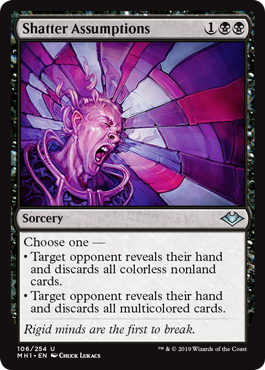 Shatter Assumptions 1
Sorcery
Choose one —
• Target opponent reveals their hand
and discards all colorless nonland
cards.
• Target opponent reveals their hand
and discards all multicolored cards.
Rigid minds are the first to break.
106/254 U
MH1 • EN Chuck Lukacs
™ & © 2019 Wizards of the Coast